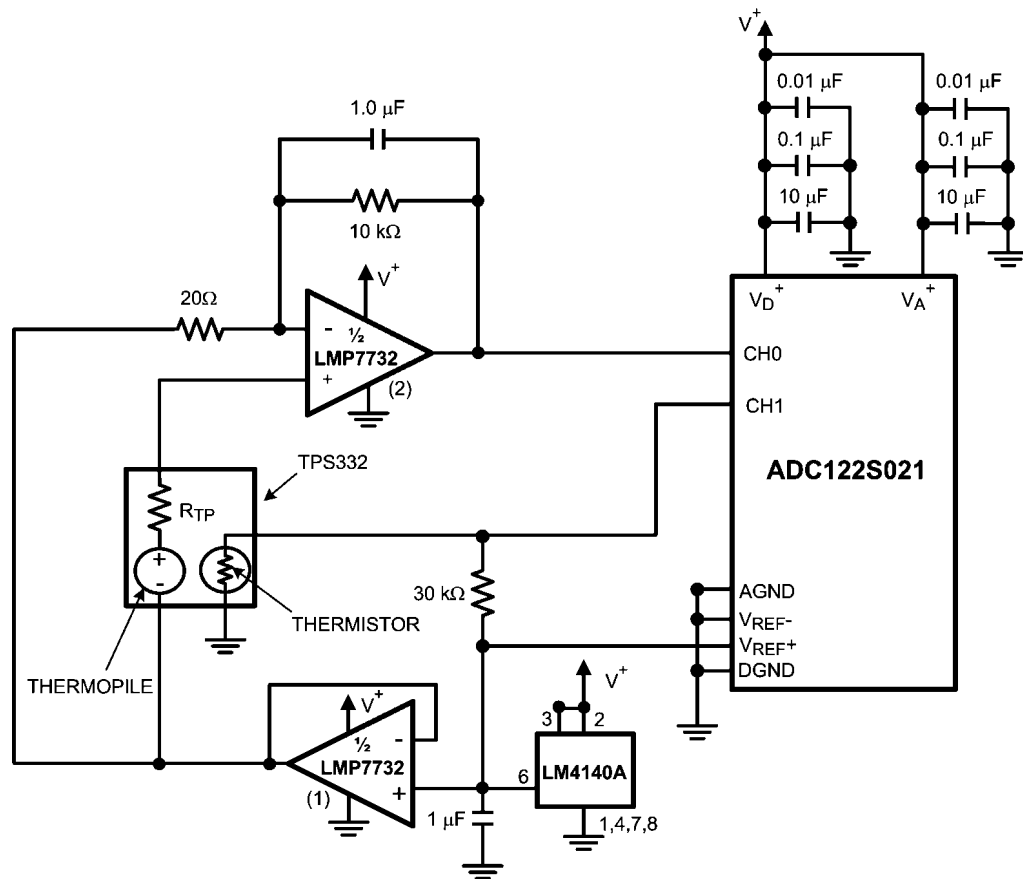 V+
0.01 µF
0.01 µF
0.1 µF
0.1 µF
10 µF
10 µF
1.0 µF
10 kΩ
20Ω
V+
-
½
LMP7732
+
(2)
VD+
VA+
CH0
CH1
ADC122S021
AGND
VREF-
VREF+
DGND
TPS332
RTP
+
-
THERMISTOR
THERMOPILE
30 kΩ
V+
3
2
6
LM4140A
1,4,7,8
V+
½
-
LMP7732
+
(1)
1 µF